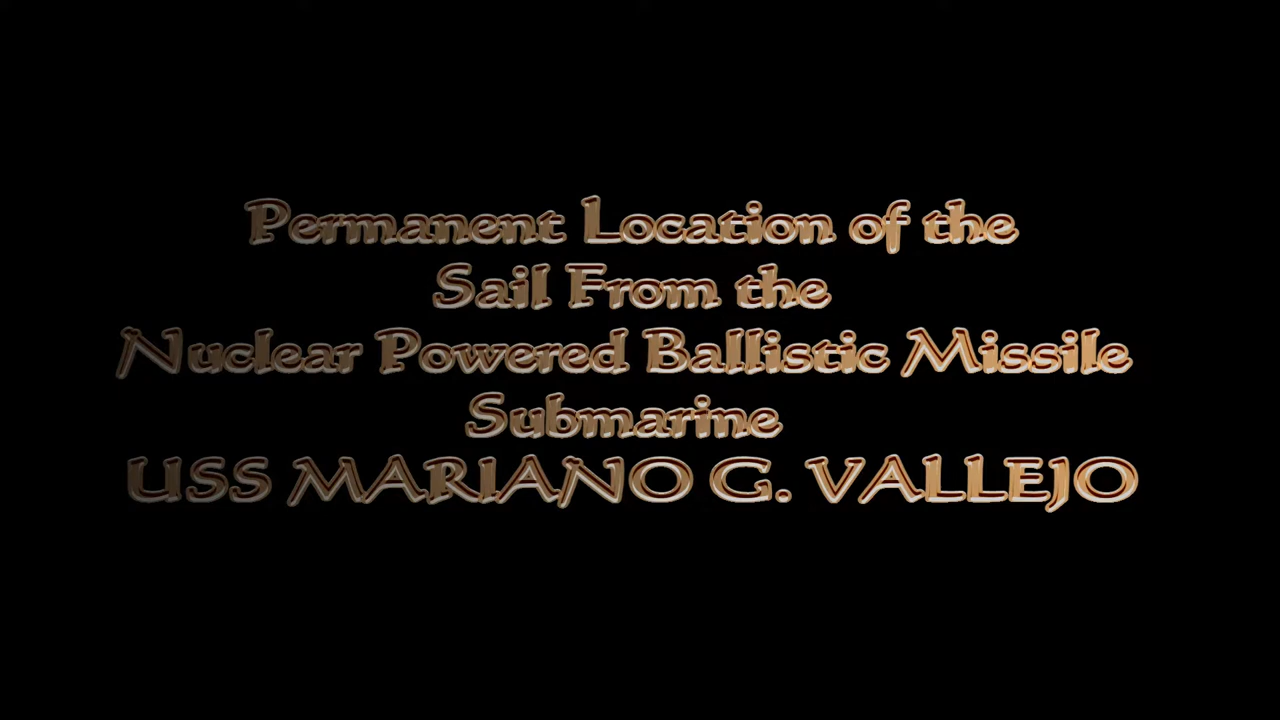 Permanent Location of the
Sail From the
Nuclear Powered Ballistic Missile
Submarine
USS MARIANO G. VALLEJO